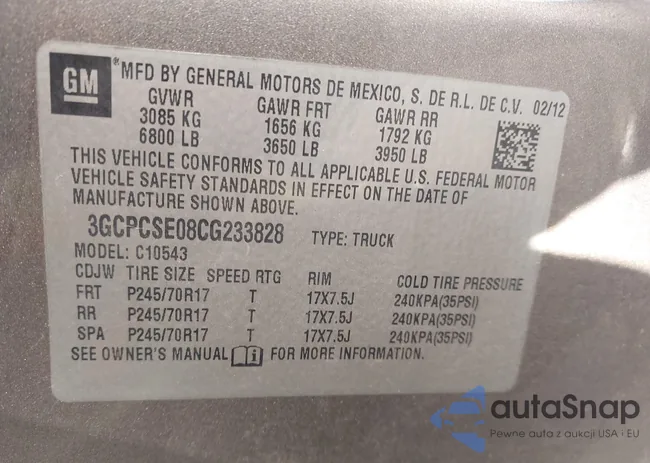 GM
® MFD BY GENERAL MOTORS DE MEXICO, S. DE R.L. DE C.V. 02/12
GVWR GAWR FRT GAWR RR
3085 KG 1656 KG 1792 KG
6800 LB 3650 LB 3950 LB
THIS VEHICLE CONFORMS TO ALL APPLICABLE U.S. FEDERAL MOTOR
VEHICLE SAFETY STANDARDS IN EFFECT ON THE DATE OF
MANUFACTURE SHOWN ABOVE.
3GCPCSE08CG233828 TYPE: TRUCK
MODEL: C10543
CDJW TIRE SIZE SPEED RTG RIM COLD TIRE PRESSURE
FRT P245/70R17 T 17X7.5J 240KPA(35PSI)
RR P245/70R17 T 17X7.5J 240KPA(35PSI)
SPA P245/70R17 T 17X7.5J 240KPA(35PSI)
SEE OWNER'S MANUAL FOR MORE INFORMATION.
autaSnap
Pewne auta z aukcji USA · EU